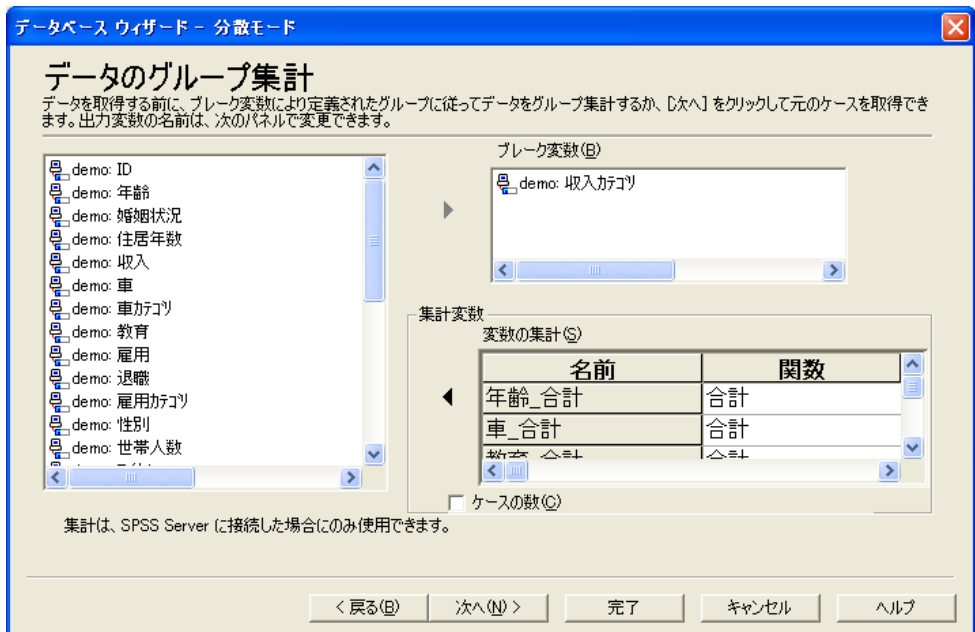 データベース ウィザード - 分散モード
データのグループ集計
データを取得する前に、ブレーク変数により定義されたグループに従ってデータをグループ集計するか、[次へ] をクリックして元のケースを取得でき
ます。出力変数の名前は、次のパネルで変更できます。
demo: ID
demo: 年齢
demo: 婚姻状況
demo: 住居年数
demo: 収入
demo: 車
demo: 車カテゴリ
demo: 教育
demo: 雇用
demo: 退職
demo: 雇用カテゴリ
demo: 性別
demo: 世帯人数
ブレーク変数(B)
demo: 収入カテゴリ
集計変数
変数の集計(S)
名前 関数
年齢_合計 合計
車_合計 合計
教育_合計 合計
ケースの数(C)
集計は、SPSS Server に接続した場合にのみ使用できます。
< 戻る(B) 次へ(N) > 完了 キャンセル ヘルプ